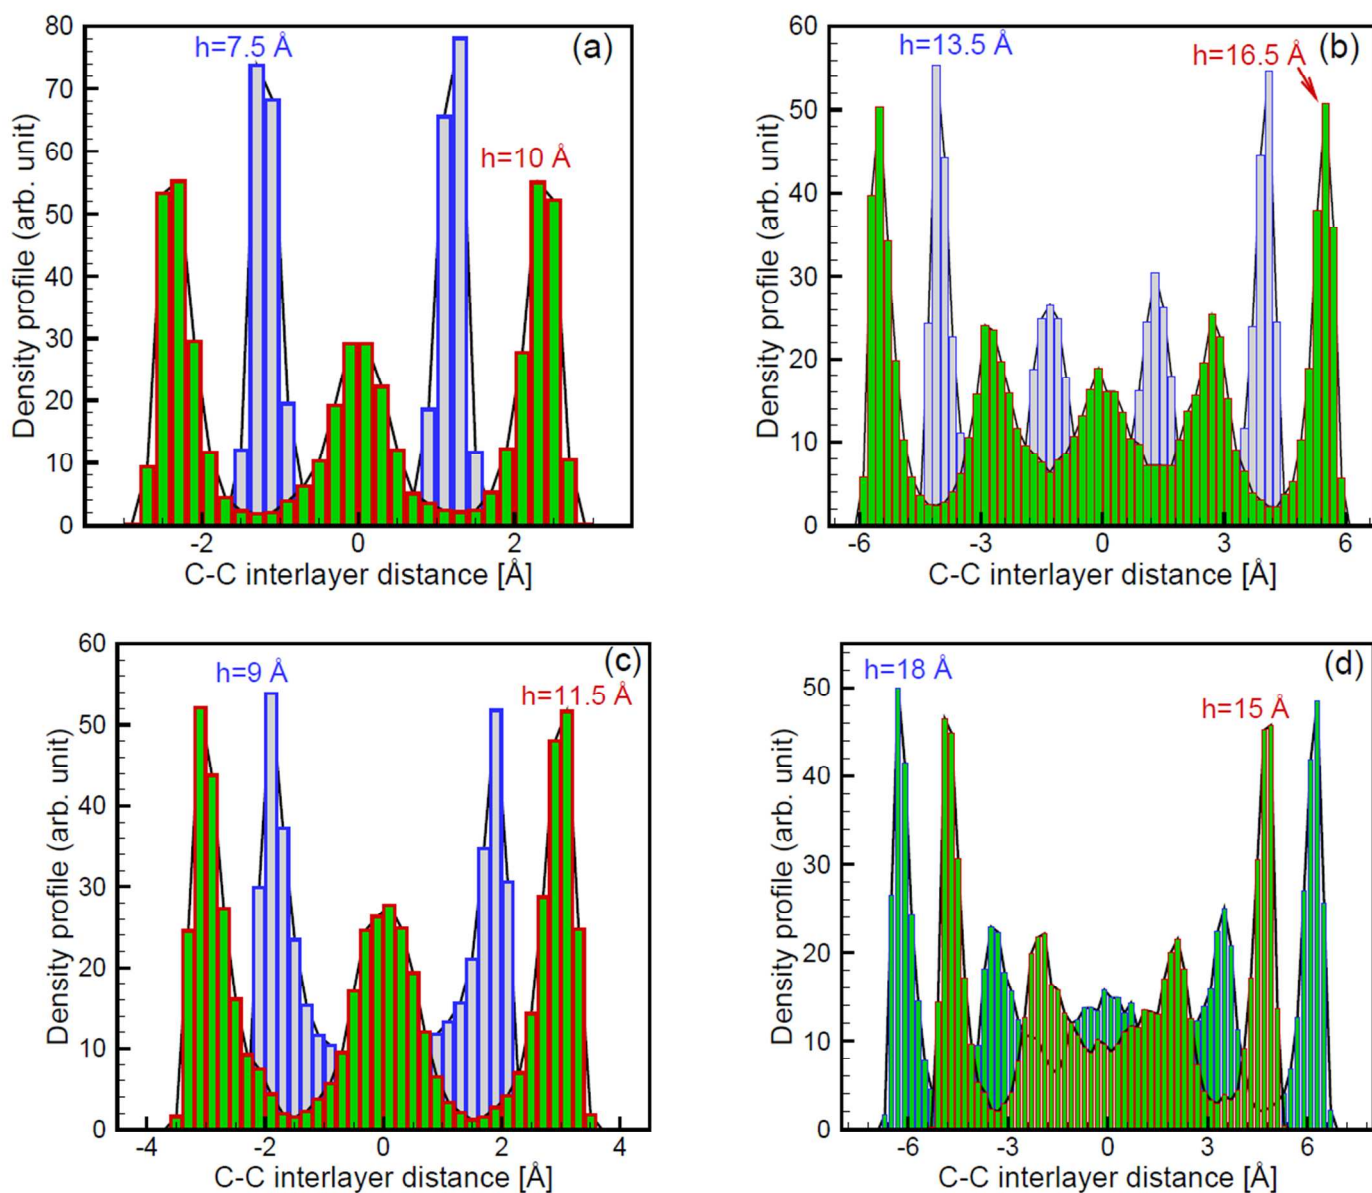 (a)
h=7.5 Å
h=10 Å
Density profile (arb. unit)
80
70
60
50
40
30
20
10
0
-2
0
2
C-C interlayer distance [Å]
(b)
h=13.5 Å
h=16.5 Å
Density profile (arb. unit)
60
50
40
30
20
10
0
-6
-3
0
3
6
C-C interlayer distance [Å]
(c)
h=9 Å
h=11.5 Å
Density profile (arb. unit)
60
50
40
30
20
10
0
-4
-2
0
2
4
C-C interlayer distance [Å]
(d)
h=18 Å
h=15 Å
Density profile (arb. unit)
50
40
30
20
10
0
-6
-3
0
3
6
C-C interlayer distance [Å]